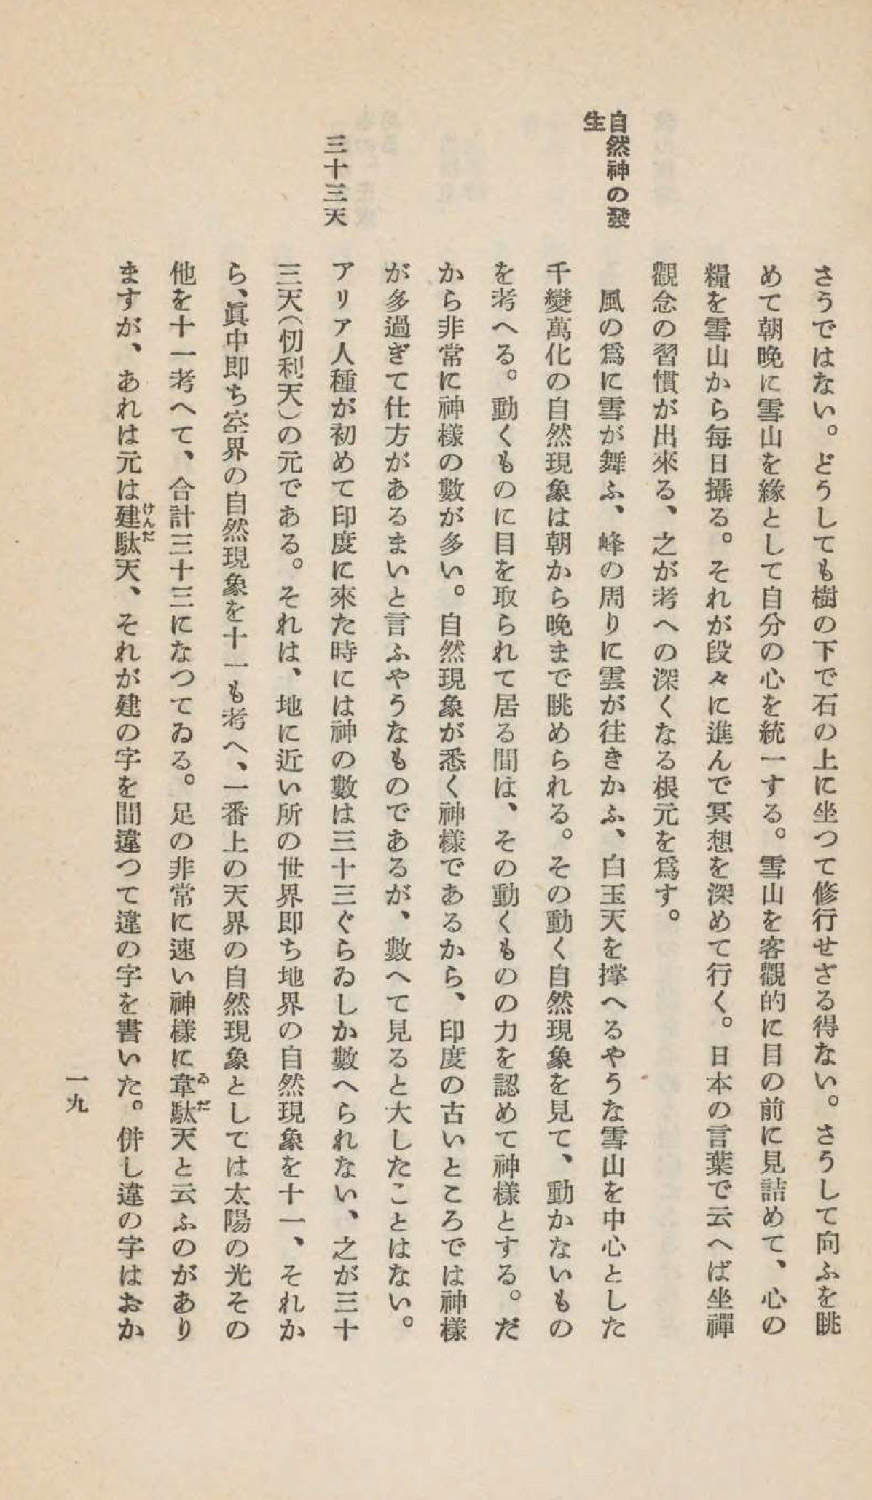 さうではない。どうしても樹の下で石の上に坐つて修行せざる得ない。さうして向ふを眺
めて朝晩に雪山を緣として自分の心を統一する。雪山を客觀的に目の前に見詰めて、心の
糧を雪山から每日攝る。それが段々に進んで冥想を深めて行く。日本の言葉で云へば坐禪
觀念の習慣が出來る、之が考への深くなる根元を爲す。
自然神の發
生
風の爲に雪が舞ふ、峰の周りに雲が往きかふ、白玉天を撑へるやうな雪山を中心とした
千變萬化の自然現象は朝から晩まで眺められる。その動く自然現象を見て、動かないもの
を考へる。動くものに目を取られて居る間は、その動くものの力を認めて神樣とする。だ
から非常に神樣の數が多い。自然現象が悉く神樣であるから、印度の古いところでは神樣
が多過ぎて仕方があるまいと言ふやうなものであるが、數へて見ると大したことはない。
三十三天
アリア人種が初めて印度に來た時には神の數は三十三ぐらゐしか數へられない、之が三十
三天(忉利天)の元である。それは、地に近い所の世界卽ち地界の自然現象を十一、それか
ら、眞中卽ち空界の自然現象を十一も考へ、一番上の天界の自然現象としては太陽の光その
他を十一考へて、合計三十三になつてゐる。足の非常に速い神樣に韋駄天と云ふのがあり
ゐだ
ますが、あれは元は建駄天、それが建の字を間違つて違の字を書いた。併し違の字はおか
けんだ
一九